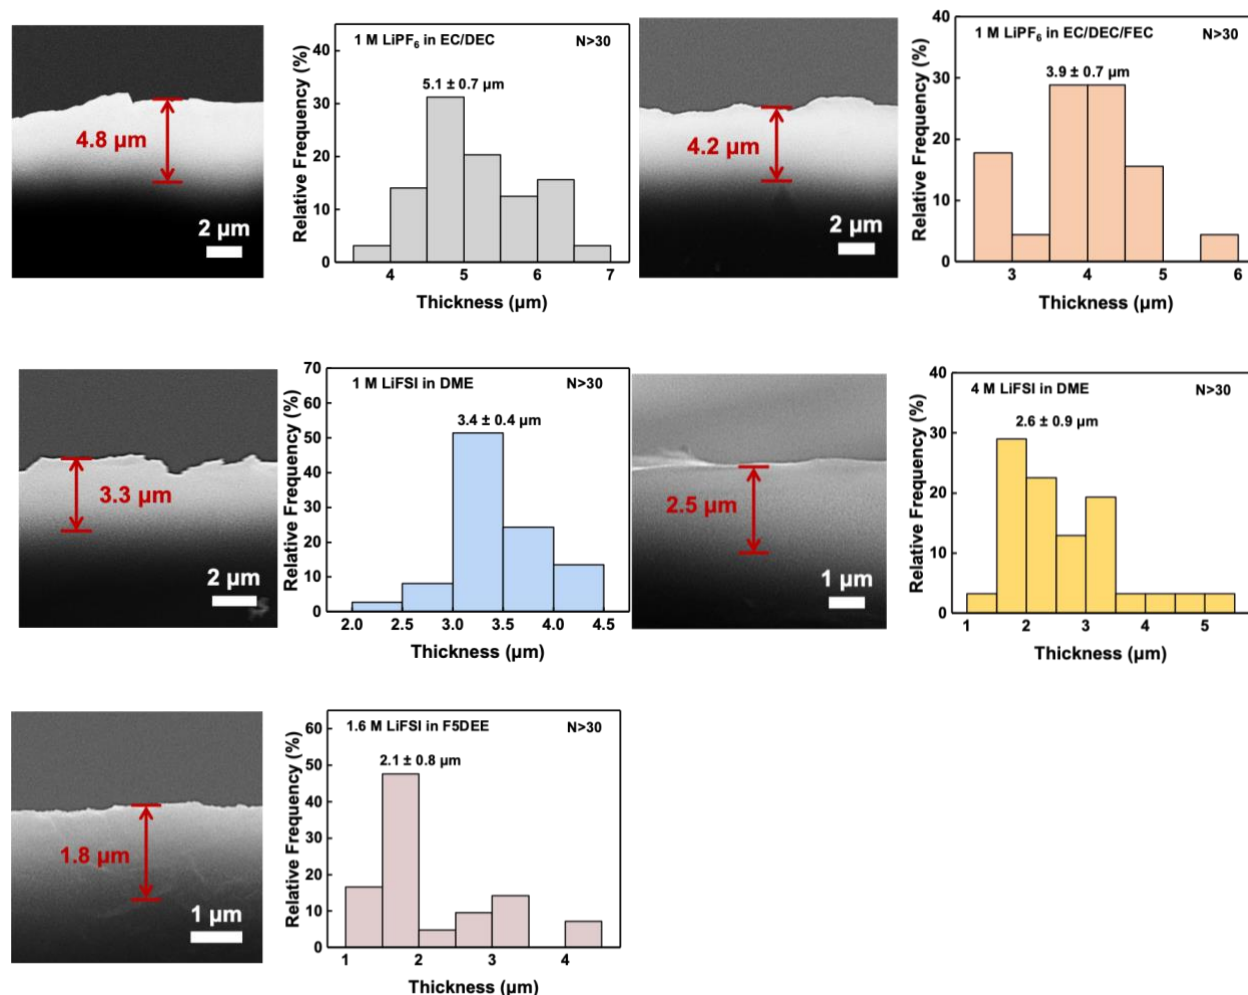 4.8 µm
2 µm
1 M LiPF6 in EC/DEC
N>30
5.1 ± 0.7 µm
Relative Frequency (%)
40
30
20
10
0
4 5 6 7
Thickness (µm)
4.2 µm
2 µm
1 M LiPF6 in EC/DEC/FEC
N>30
3.9 ± 0.7 µm
Relative Frequency (%)
40
30
20
10
0
3 4 5 6
Thickness (µm)
3.3 µm
2 µm
1 M LiFSI in DME
N>30
3.4 ± 0.4 µm
Relative Frequency (%)
70
60
50
40
30
20
10
0
2.0 2.5 3.0 3.5 4.0 4.5
Thickness (µm)
2.5 µm
1 µm
4 M LiFSI in DME
N>30
2.6 ± 0.9 µm
Relative Frequency (%)
40
30
20
10
0
1 2 3 4 5
Thickness (µm)
1.8 µm
1 µm
1.6 M LiFSI in F5DEE
N>30
2.1 ± 0.8 µm
Relative Frequency (%)
60
50
40
30
20
10
0
1 2 3 4
Thickness (µm)